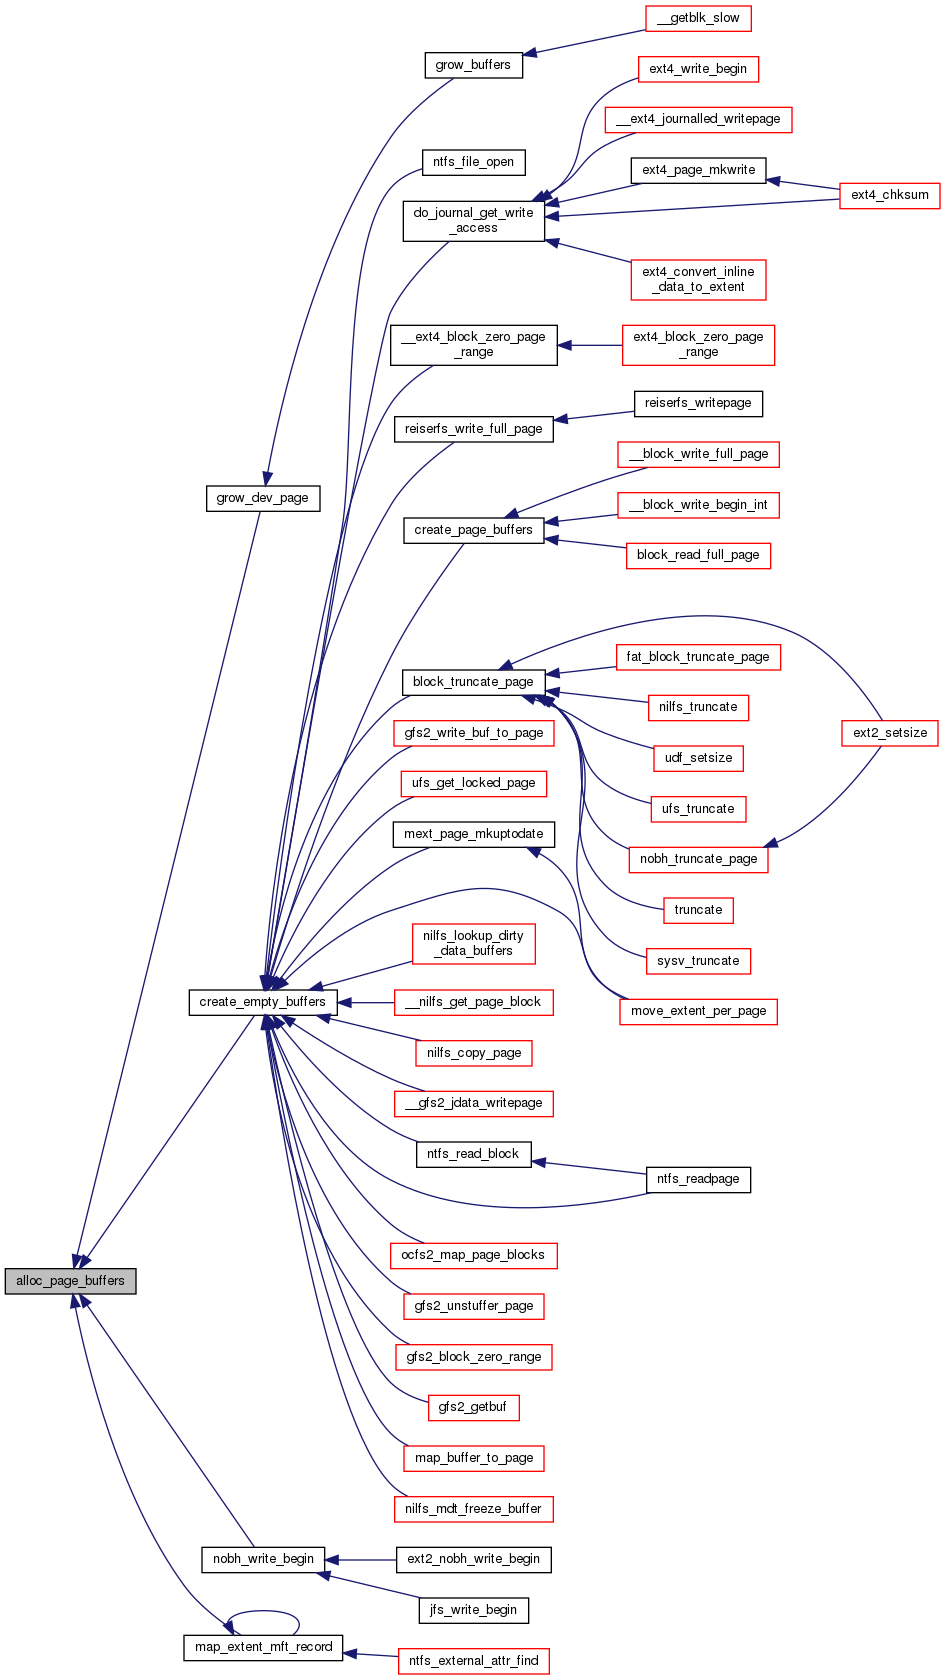 __getblk_slow
grow_buffers
ext4_write_begin
__ext4_journalled_writepage
ntfs_file_open
ext4_page_mkwrite
ext4_chksum
do_journal_get_write
_access
ext4_convert_inline
_data_to_extent
__ext4_block_zero_page
_range
ext4_block_zero_page
_range
reiserfs_writepage
reiserfs_write_full_page
__block_write_full_page
grow_dev_page
__block_write_begin_int
create_page_buffers
block_read_full_page
fat_block_truncate_page
block_truncate_page
nilfs_truncate
gfs2_write_buf_to_page
ext2_setsize
udf_setsize
ufs_get_locked_page
ufs_truncate
mext_page_mkuptodate
nobh_truncate_page
truncate
nilfs_lookup_dirty
_data_buffers
sysv_truncate
create_empty_buffers
__nilfs_get_page_block
move_extent_per_page
nilfs_copy_page
__gfs2_jdata_writepage
ntfs_read_block
ntfs_readpage
ocfs2_map_page_blocks
alloc_page_buffers
gfs2_unstuffer_page
gfs2_block_zero_range
gfs2_getbuf
map_buffer_to_page
nilfs_mdt_freeze_buffer
nobh_write_begin
ext2_nobh_write_begin
jfs_write_begin
map_extent_mft_record
ntfs_external_attr_find